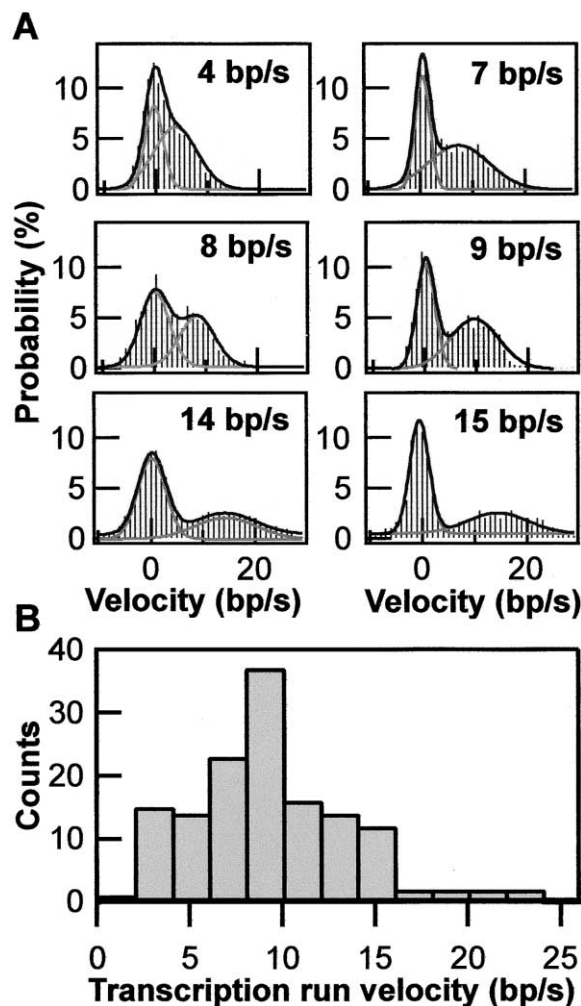 A
Probability (%)
4 bp/s
10
5
0
7 bp/s
10
5
0
8 bp/s
10
5
0
9 bp/s
10
5
0
14 bp/s
10
5
0
0 20
Velocity (bp/s)
15 bp/s
10
5
0
0 20
Velocity (bp/s)
B
Counts
40
30
20
10
0
0 5 10 15 20 25
Transcription run velocity (bp/s)